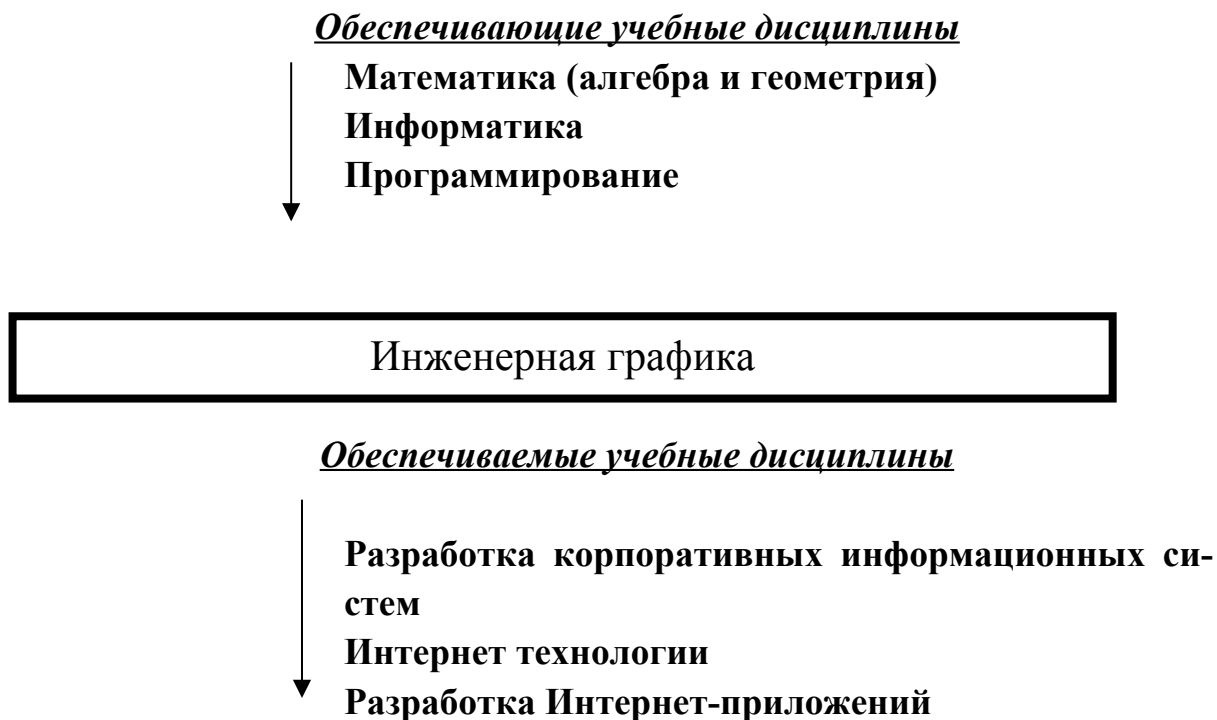 Обеспечивающие учебные дисциплины
Математика (алгебра и геометрия)
Информатика
Программирование
Инженерная графика
Обеспечиваемые учебные дисциплины
Разработка корпоративных информационных си-
стем
Интернет технологии
Разработка Интернет-приложений